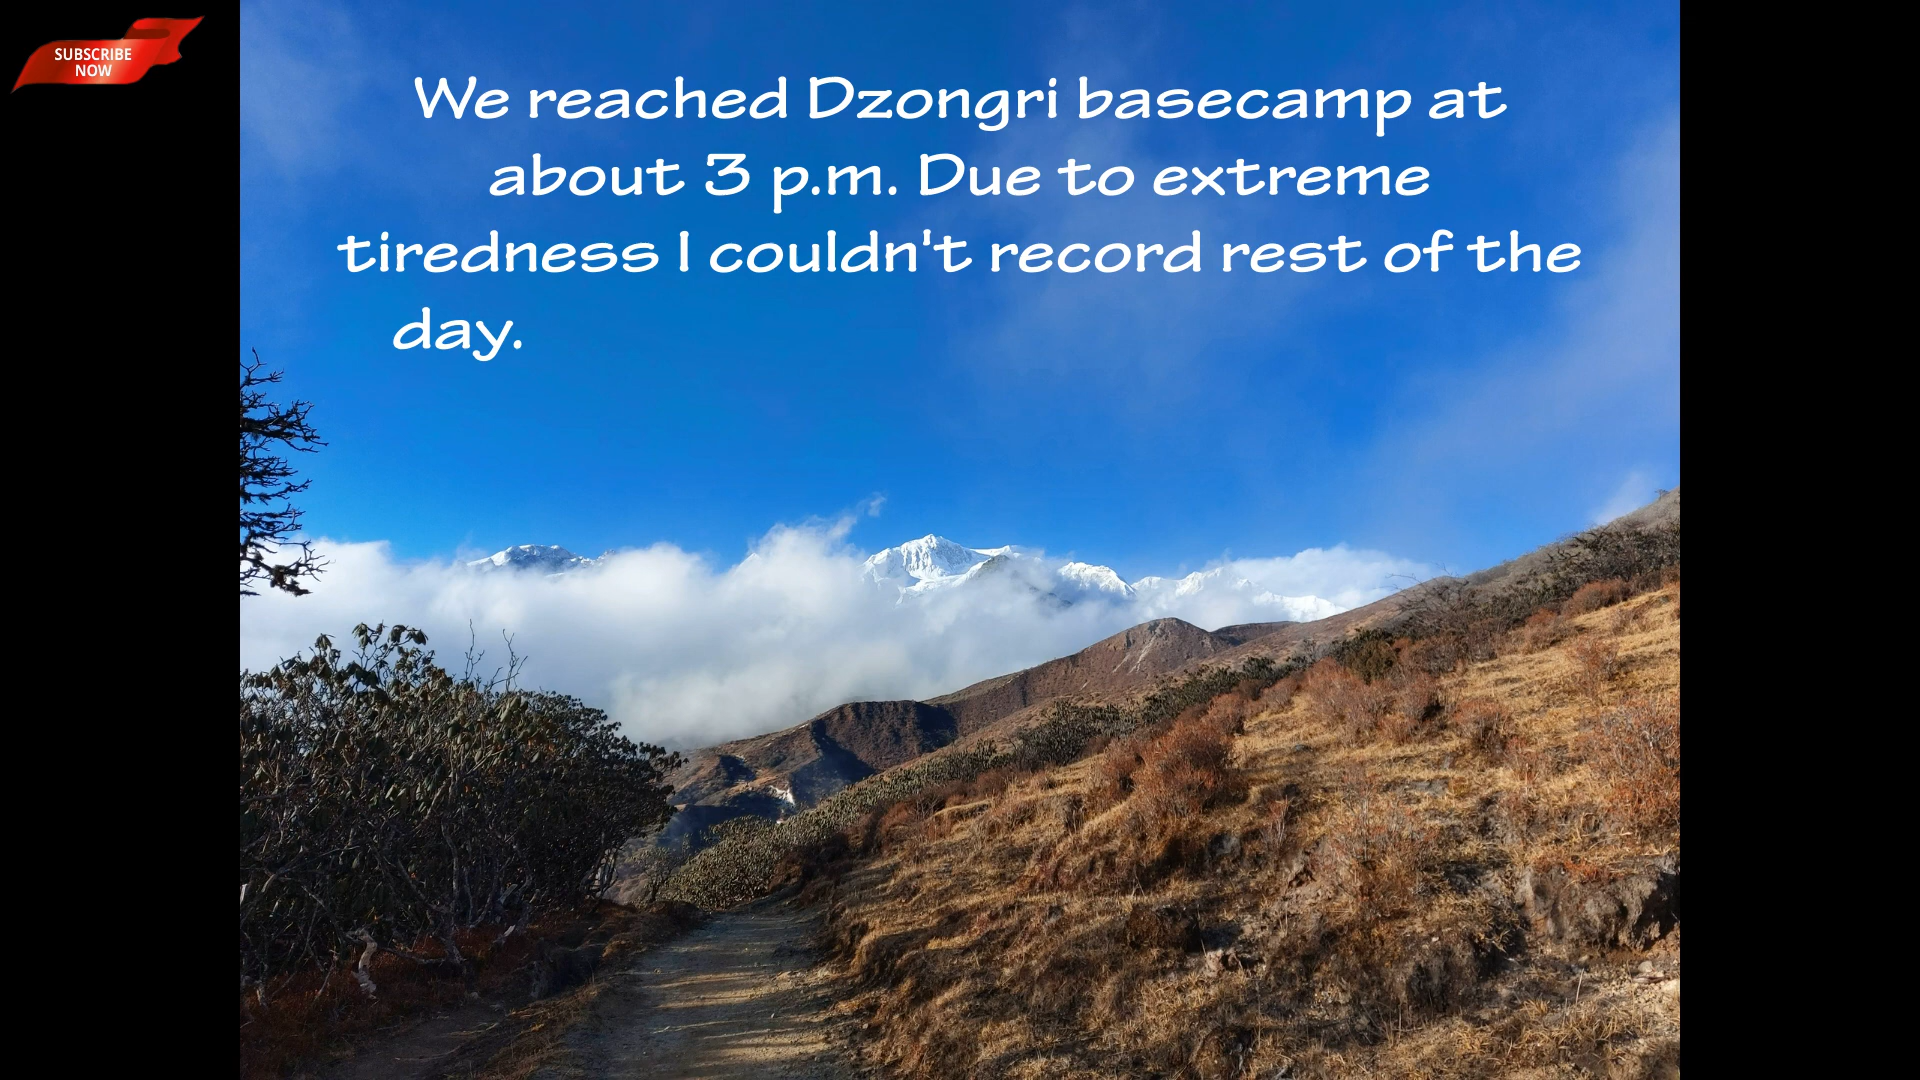 SUBSCRIBE
NOW
We reached Dzongri basecamp at
about 3 p.m. Due to extreme
tiredness I couldn't record rest of the
day.